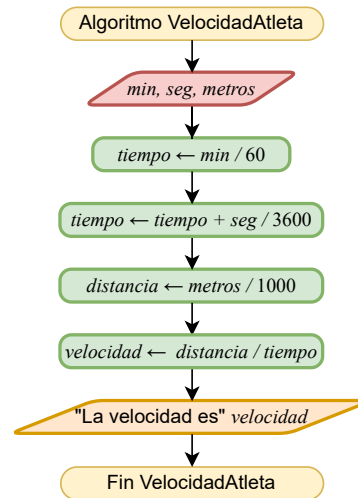 Algoritmo VelocidadAtleta
min, seg, metros
tiempo ← min / 60
tiempo ← tiempo + seg / 3600
distancia ← metros / 1000
velocidad ← distancia / tiempo
"La velocidad es" velocidad
Fin VelocidadAtleta